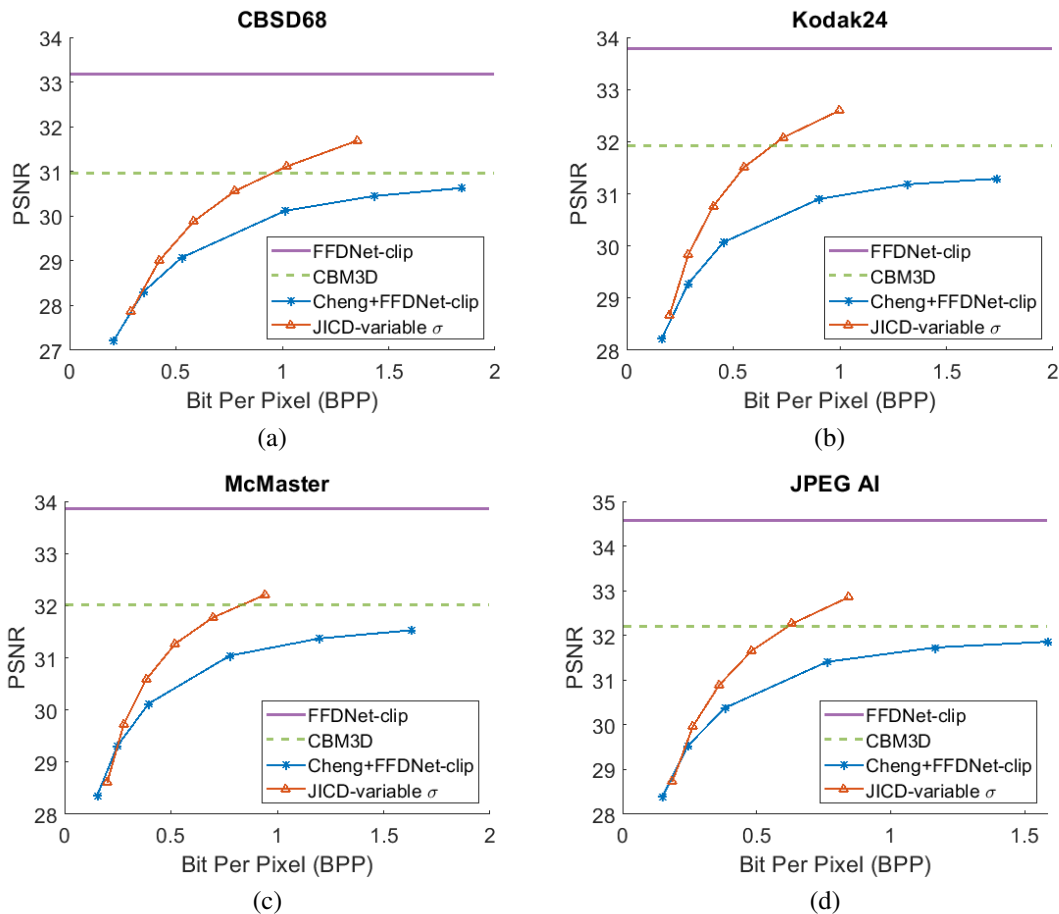 CBSD68
34
33
32
31
30
29
28
27
PSNR
0 0.5 1 1.5 2
Bit Per Pixel (BPP)
FFDNet-clip
CBM3D
Cheng+FFDNet-clip
JICD-variable σ
(a)
Kodak24
34
33
32
31
30
29
28
PSNR
0 0.5 1 1.5 2
Bit Per Pixel (BPP)
FFDNet-clip
CBM3D
Cheng+FFDNet-clip
JICD-variable σ
(b)
McMaster
34
33
32
31
30
29
28
PSNR
0 0.5 1 1.5 2
Bit Per Pixel (BPP)
FFDNet-clip
CBM3D
Cheng+FFDNet-clip
JICD-variable σ
(c)
JPEG AI
35
34
33
32
31
30
29
28
PSNR
0 0.5 1 1.5
Bit Per Pixel (BPP)
FFDNet-clip
CBM3D
Cheng+FFDNet-clip
JICD-variable σ
(d)